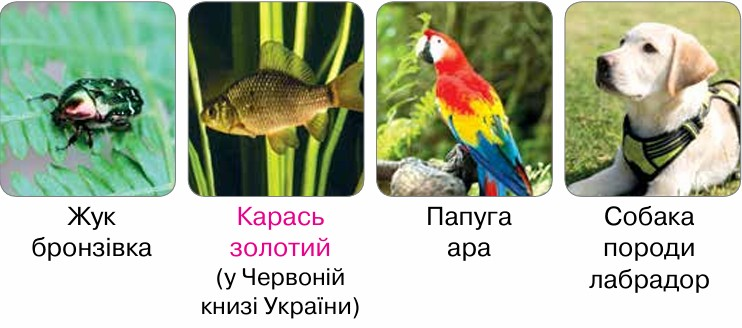 Жук
бронзівка
Карась
золотий
(у Червоній
книзі України)
Папуга
ара
Собака
породи
лабрадор